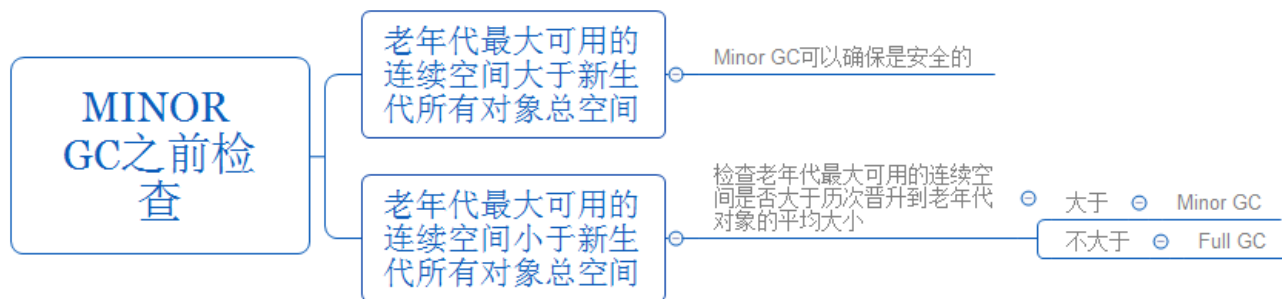 MINOR
GC之前检
查
老年代最大可用的
连续空间大于新生
代所有对象总空间
Minor GC可以确保是安全的
老年代最大可用的
连续空间小于新生
代所有对象总空间
检查老年代最大可用的连续空
间是否大于历次晋升到老年代
对象的平均大小
大于
Minor GC
不大于
Full GC